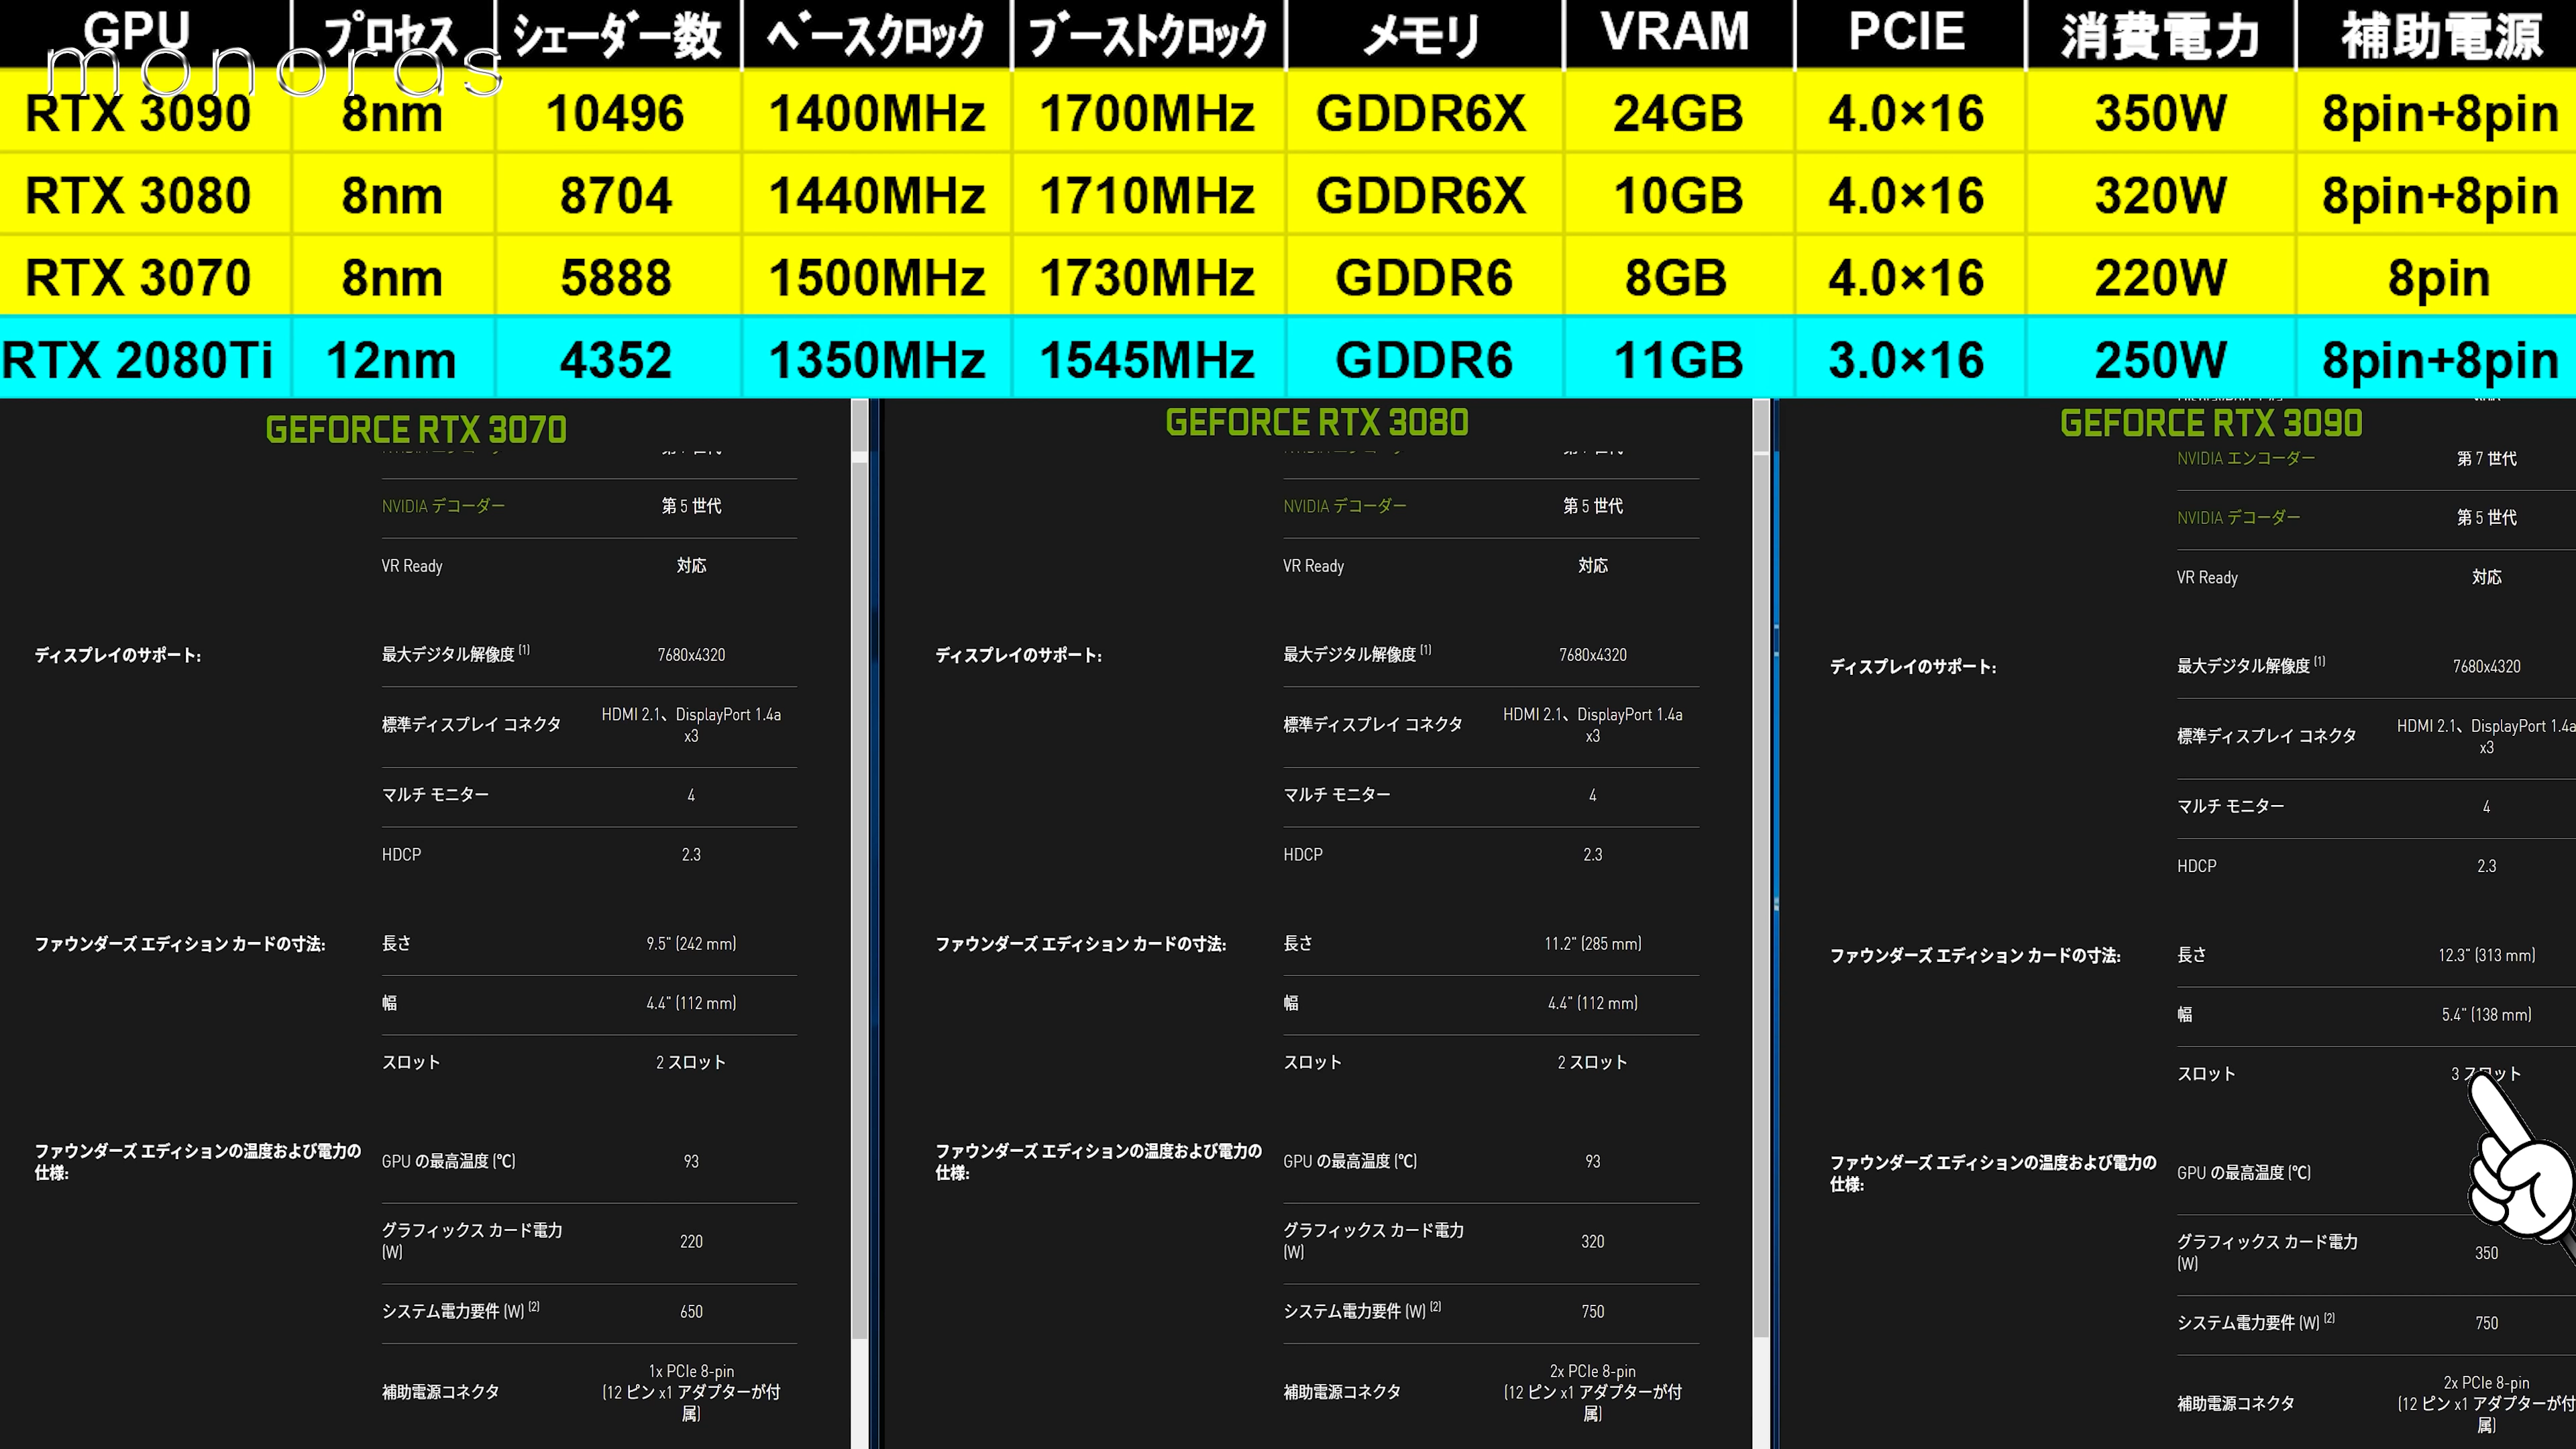 GPU プロセス シェーダー数 ベースクロック ブーストクロック メモリ VRAM PCIE 消費電力 補助電源
monoras
RTX 3090 8nm 10496 1400MHz 1700MHz GDDR6X 24GB 4.0×16 350W 8pin+8pin
RTX 3080 8nm 8704 1440MHz 1710MHz GDDR6X 10GB 4.0×16 320W 8pin+8pin
RTX 3070 8nm 5888 1500MHz 1730MHz GDDR6 8GB 4.0×16 220W 8pin
RTX 2080Ti 12nm 4352 1350MHz 1545MHz GDDR6 11GB 3.0×16 250W 8pin+8pin
GEFORCE RTX 3070
NVIDIA デコーダー 第 5 世代
VR Ready 対応
ディスプレイのサポート: 最大デジタル解像度 (1) 7680x4320
標準ディスプレイ コネクタ HDMI 2.1、DisplayPort 1.4a
x3
マルチ モニター 4
HDCP 2.3
ファウンダーズ エディション カードの寸法: 長さ 9.5" (242 mm)
幅 4.4" (112 mm)
スロット 2 スロット
ファウンダーズ エディションの温度および電力の
仕様:
GPU の最高温度 (℃) 93
グラフィックス カード電力
(W)
220
システム電力要件 (W) (2) 650
補助電源コネクタ
1x PCIe 8-pin
(12 ピン x1 アダプターが付
属)
GEFORCE RTX 3080
NVIDIA デコーダー 第 5 世代
VR Ready 対応
ディスプレイのサポート: 最大デジタル解像度 (1) 7680x4320
標準ディスプレイ コネクタ HDMI 2.1、DisplayPort 1.4a
x3
マルチ モニター 4
HDCP 2.3
ファウンダーズ エディション カードの寸法: 長さ 11.2" (285 mm)
幅 4.4" (112 mm)
スロット 2 スロット
ファウンダーズ エディションの温度および電力の
仕様:
GPU の最高温度 (℃) 93
グラフィックス カード電力
(W)
320
システム電力要件 (W) (2) 750
補助電源コネクタ
2x PCIe 8-pin
(12 ピン x1 アダプターが付
属)
GEFORCE RTX 3090
NVIDIA エンコーダー 第 7 世代
NVIDIA デコーダー 第 5 世代
VR Ready 対応
ディスプレイのサポート: 最大デジタル解像度 (1) 7680x4320
標準ディスプレイ コネクタ HDMI 2.1、DisplayPort 1.4a
x3
マルチ モニター 4
HDCP 2.3
ファウンダーズ エディション カードの寸法: 長さ 12.3" (313 mm)
幅 5.4" (138 mm)
スロット 3 スロット
ファウンダーズ エディションの温度および電力の
仕様:
GPU の最高温度 (℃)
グラフィックス カード電力
(W)
350
システム電力要件 (W) (2) 750
補助電源コネクタ
2x PCIe 8-pin
(12 ピン x1 アダプターが付
属)